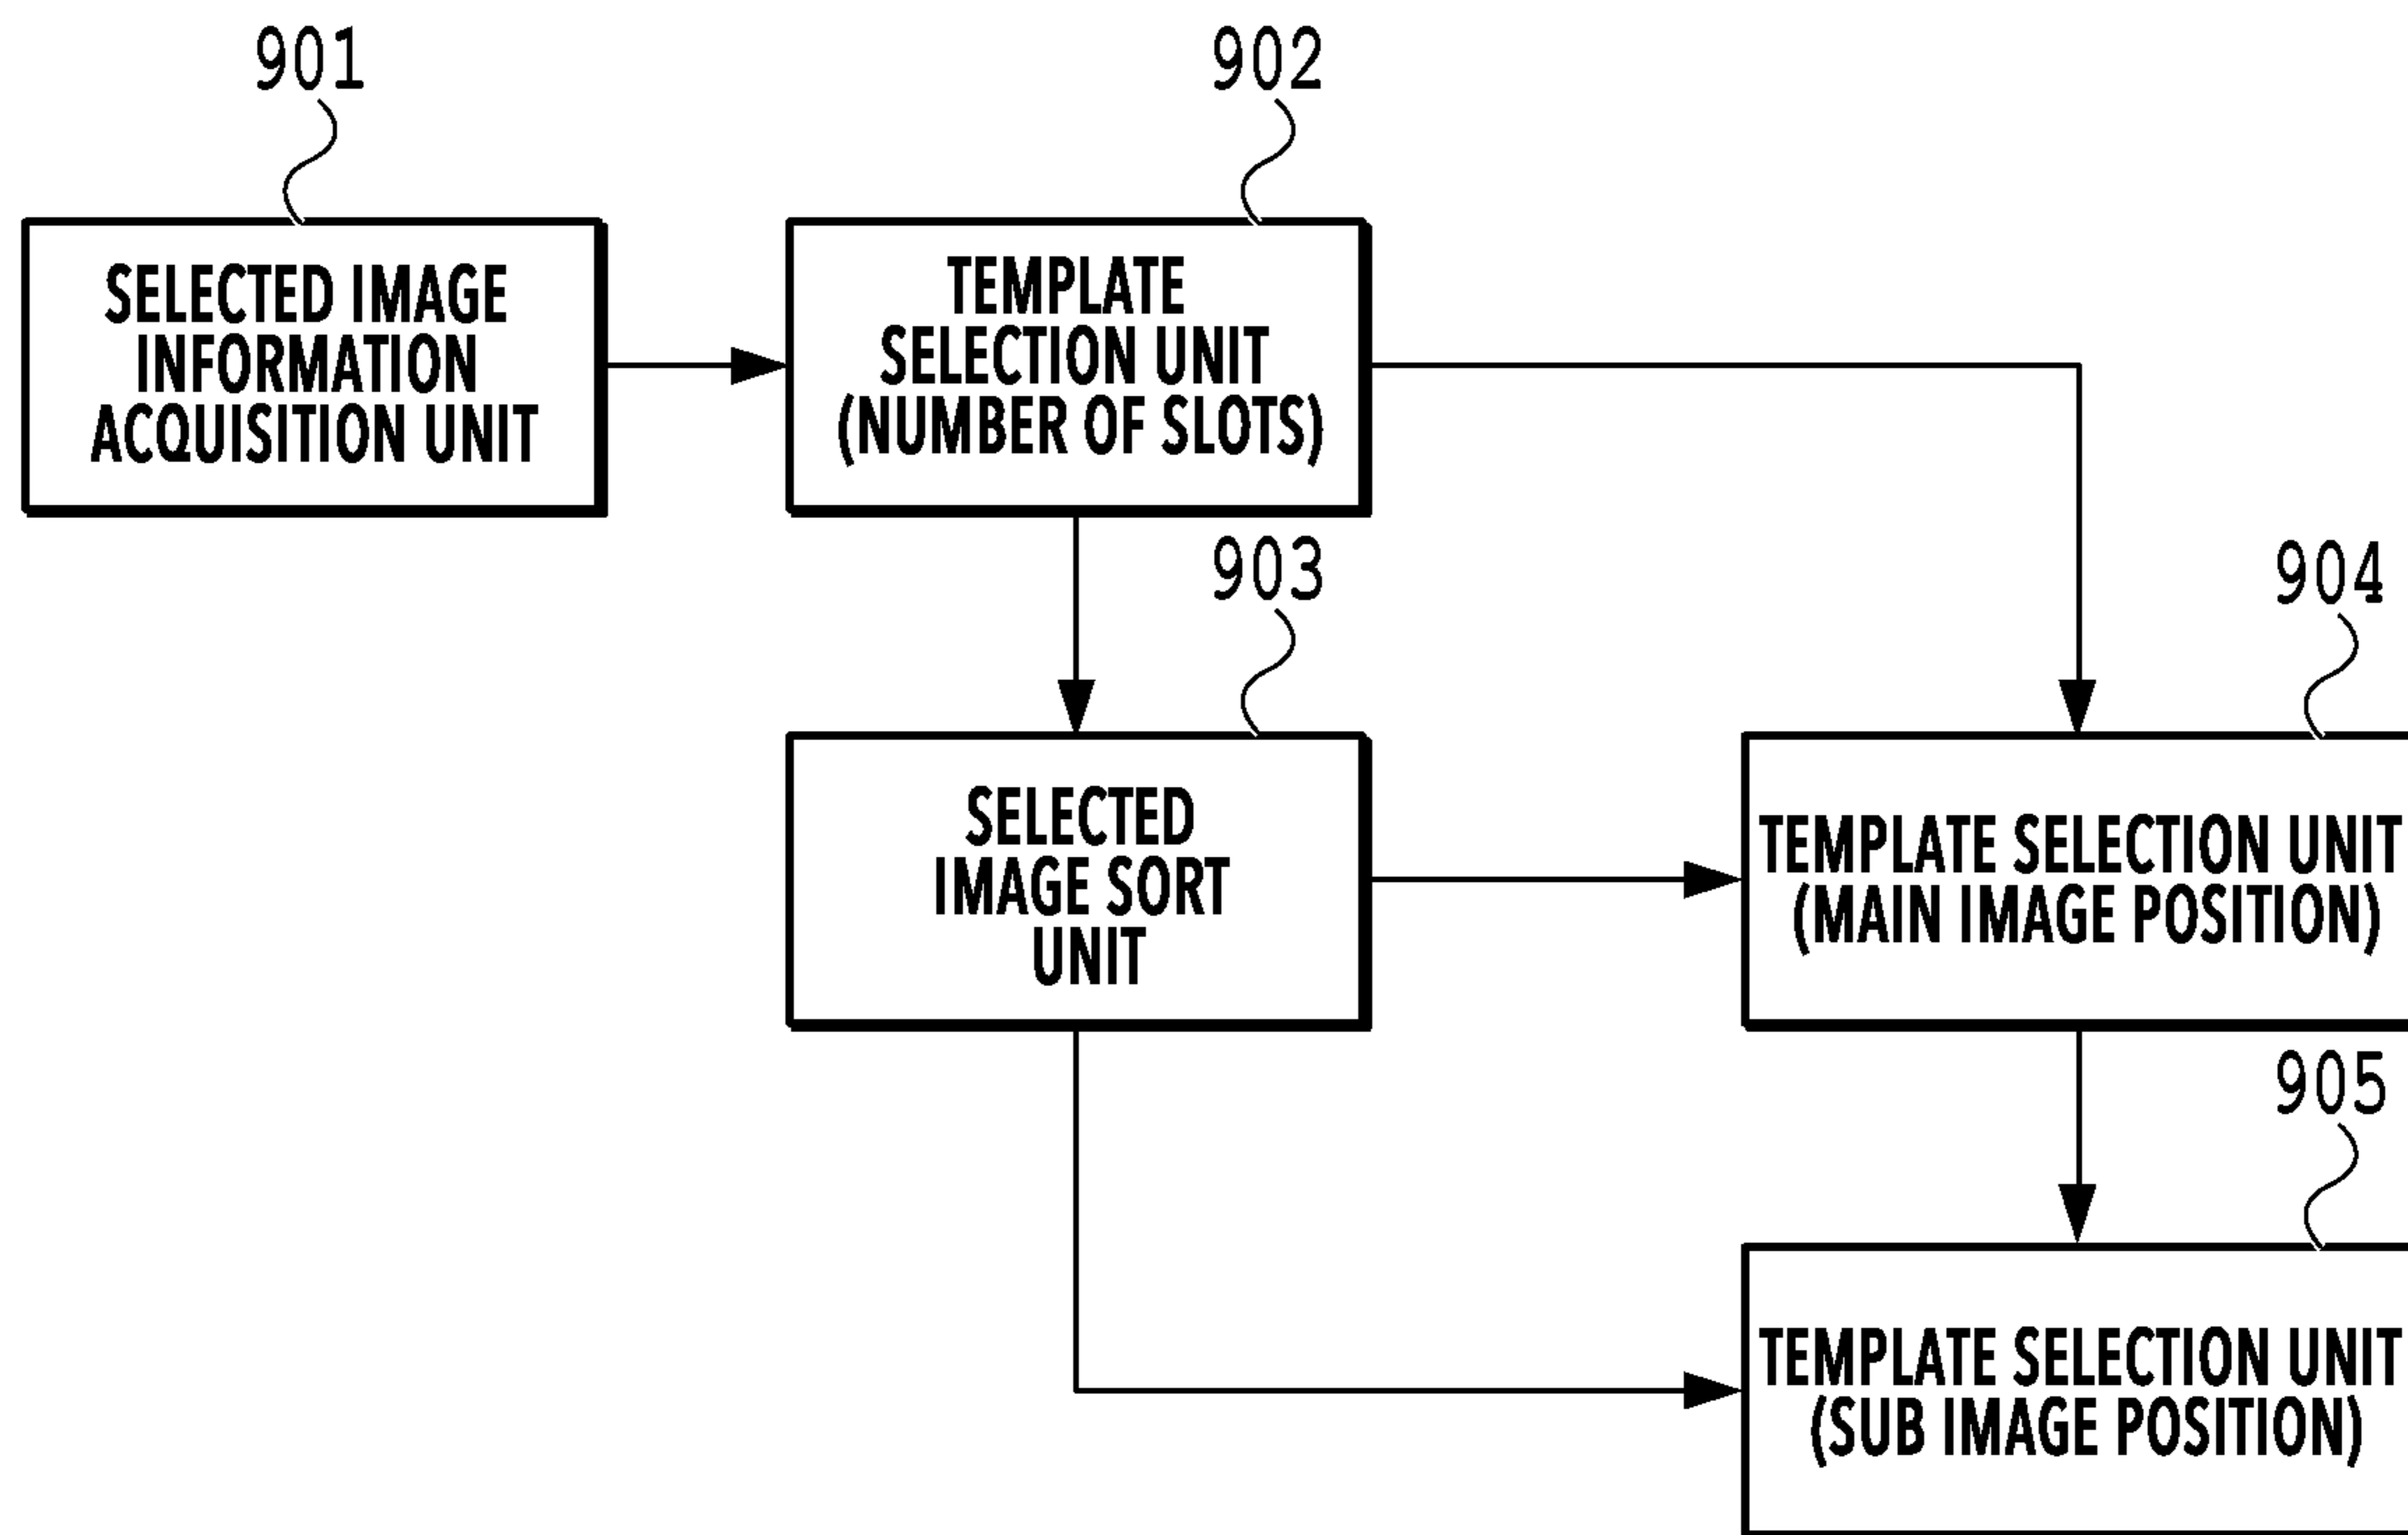 901
SELECTED IMAGE
INFORMATION
ACQUISITION UNIT
902
TEMPLATE
SELECTION UNIT
(NUMBER OF SLOTS)
903
SELECTED
IMAGE SORT
UNIT
904
TEMPLATE SELECTION UNIT
(MAIN IMAGE POSITION)
905
TEMPLATE SELECTION UNIT
(SUB IMAGE POSITION)